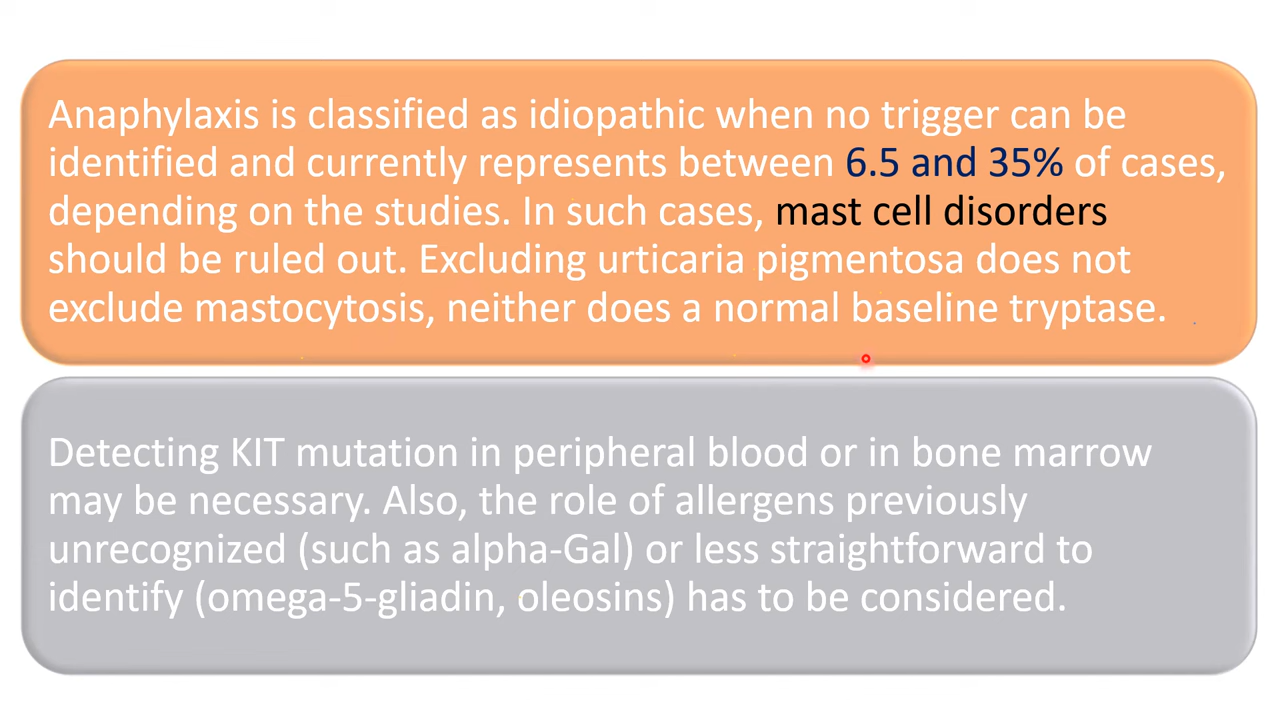 Anaphylaxis is classified as idiopathic when no trigger can be
identified and currently represents between 6.5 and 35% of cases,
depending on the studies. In such cases, mast cell disorders
should be ruled out. Excluding urticaria pigmentosa does not
exclude mastocytosis, neither does a normal baseline tryptase.
Detecting KIT mutation in peripheral blood or in bone marrow
may be necessary. Also, the role of allergens previously
unrecognized (such as alpha-Gal) or less straightforward to
identify (omega-5-gliadin, oleosins) has to be considered.